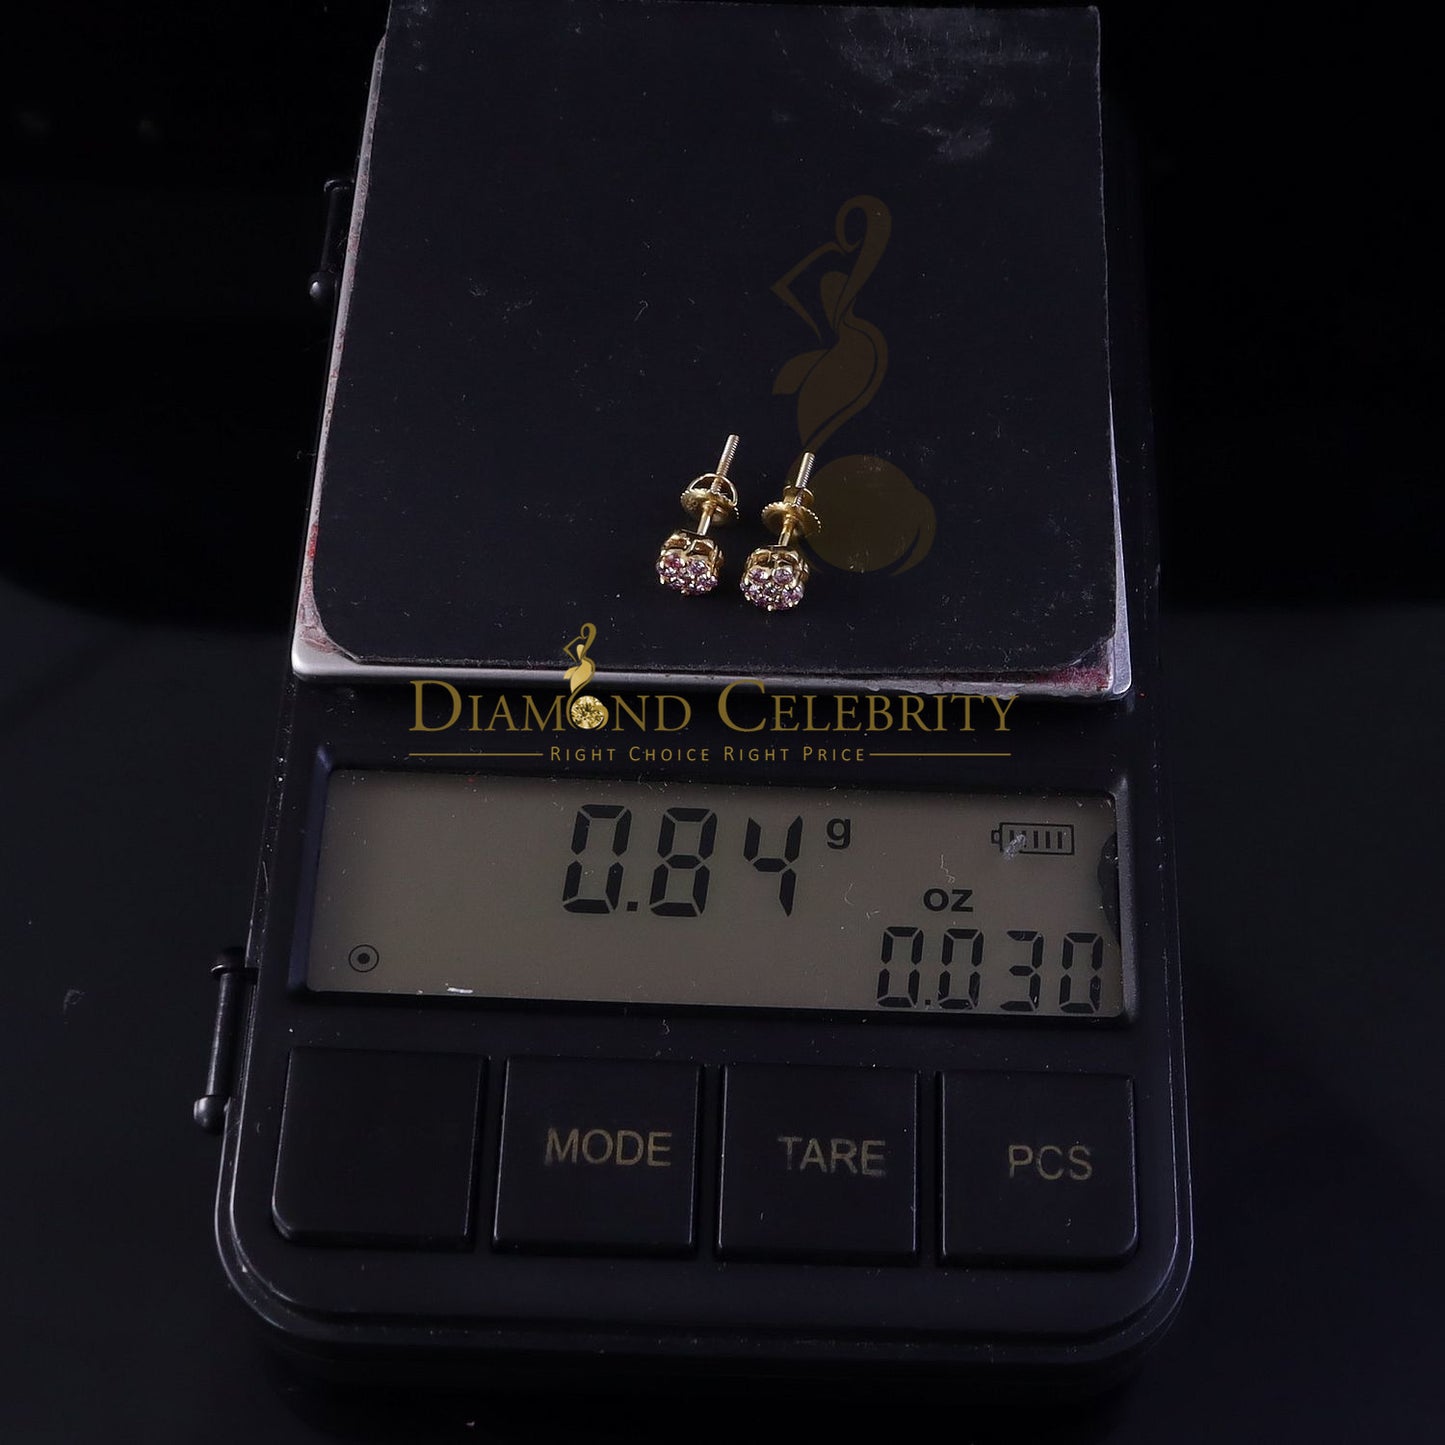 DIAMOND CELEBRITY
RIGHT CHOICE RIGHT PRICE
0.84 g
oz
0.030
MODE TARE PCS